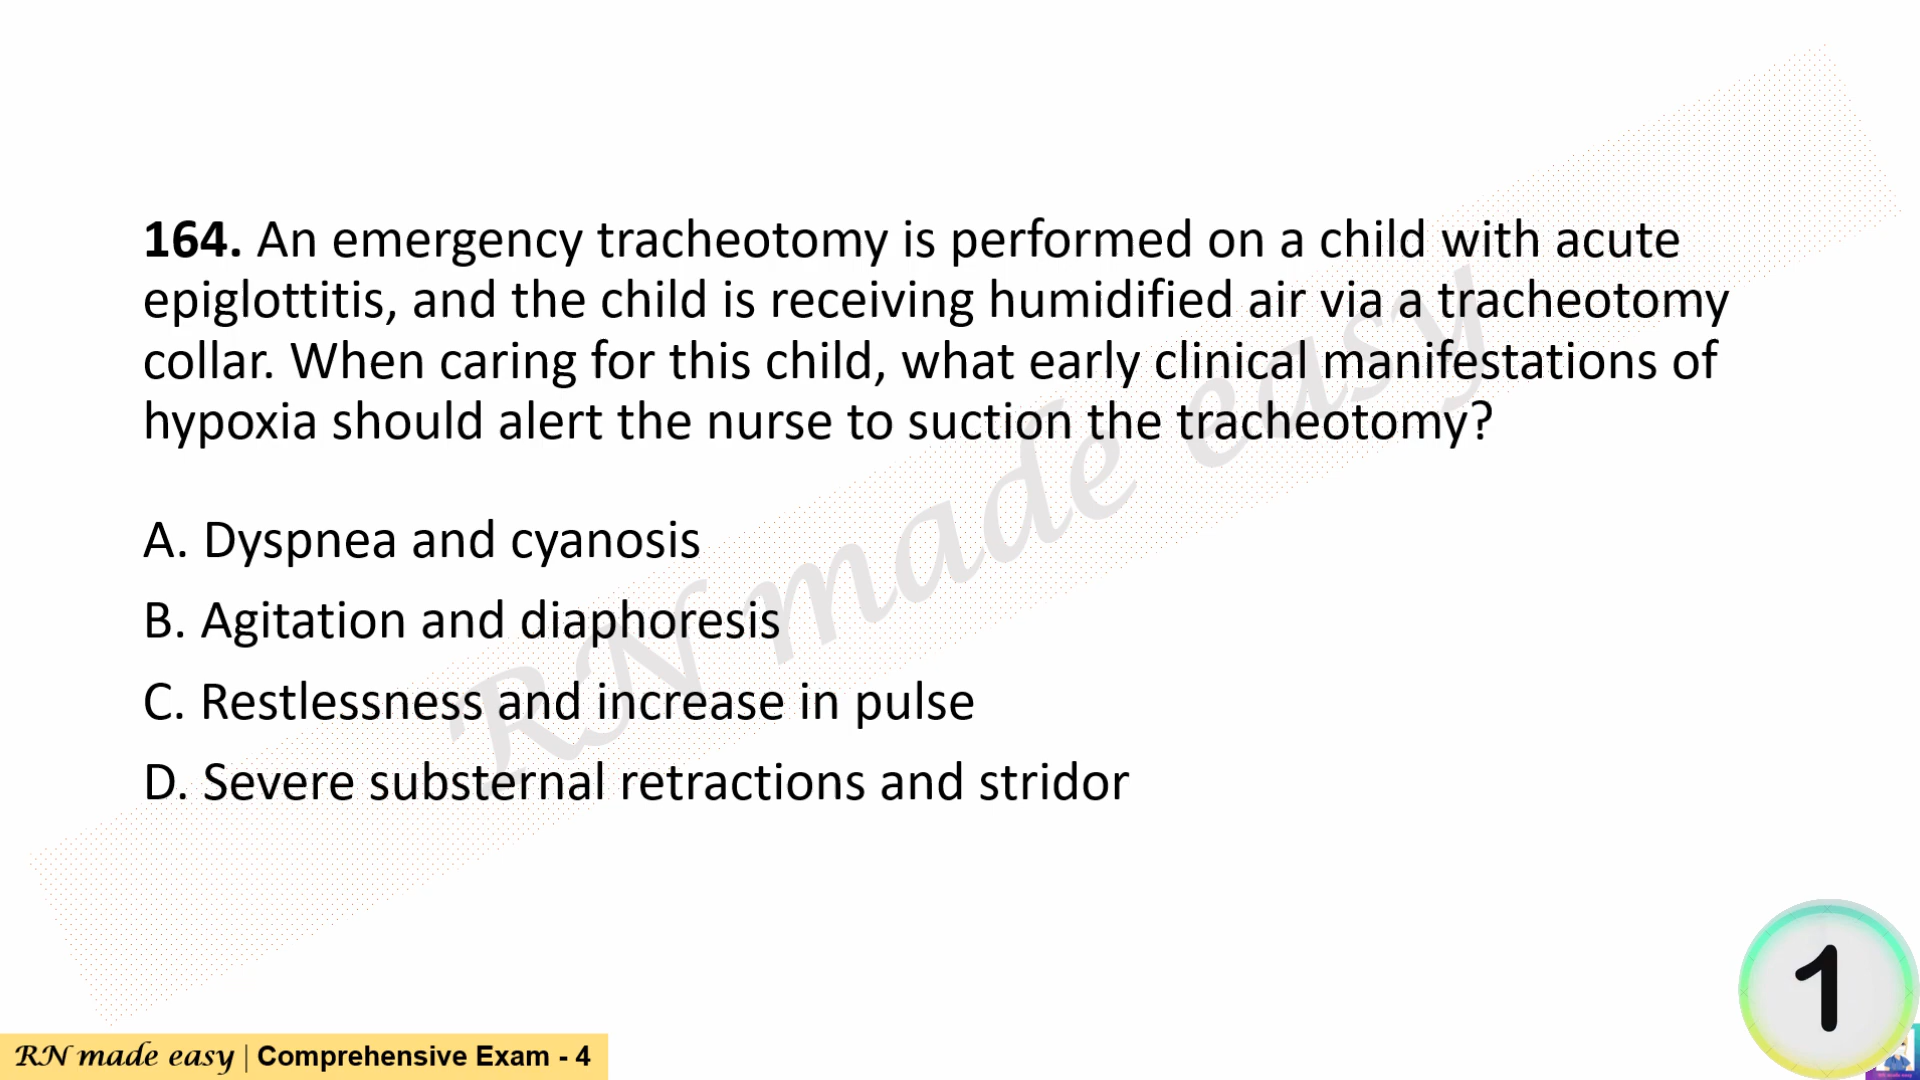 164. An emergency tracheotomy is performed on a child with acute
epiglottitis, and the child is receiving humidified air via a tracheotomy
collar. When caring for this child, what early clinical manifestations of
hypoxia should alert the nurse to suction the tracheotomy?
A. Dyspnea and cyanosis
B. Agitation and diaphoresis
C. Restlessness and increase in pulse
D. Severe substernal retractions and stridor
RN made easy
1
RN made easy | Comprehensive Exam - 4